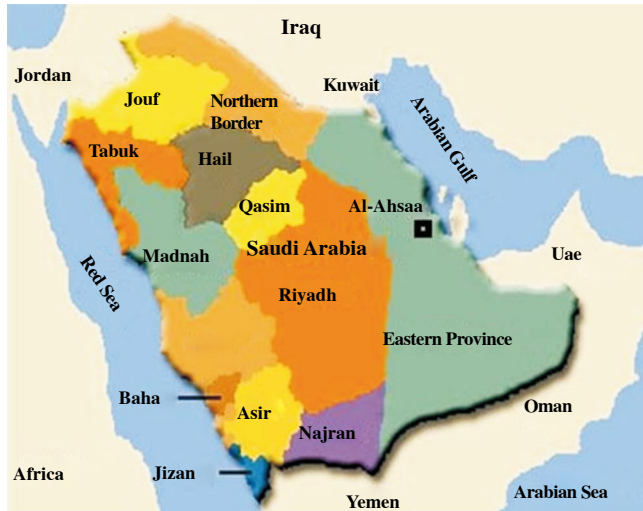 Iraq
Jordan
Kuwait
Jouf
Northern
Border
Arabian Gulf
Tabuk
Hail
Qasim
Al-Ahsaa
Madnah
Saudi Arabia
Uae
Red Sea
Riyadh
Eastern Province
Baha
Asir
Oman
Najran
Africa
Jizan
Yemen
Arabian Sea